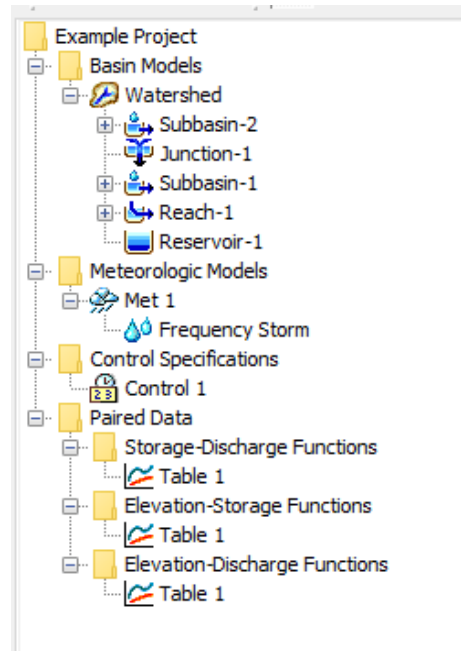 Example Project
Basin Models
Watershed
Subbasin-2
Junction-1
Subbasin-1
Reach-1
Reservoir-1
Meteorologic Models
Met 1
Frequency Storm
Control Specifications
Control 1
Paired Data
Storage-Discharge Functions
Table 1
Elevation-Storage Functions
Table 1
Elevation-Discharge Functions
Table 1